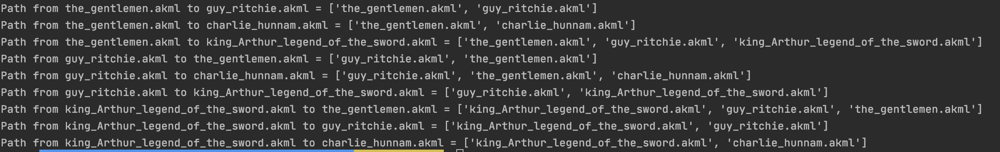 Path from the_gentlemen.akml to guy_ritchie.akml = ['the_gentlemen.akml', 'guy_ritchie.akml']
Path from the_gentlemen.akml to charlie_hunnam.akml = ['the_gentlemen.akml', 'charlie_hunnam.akml']
Path from the_gentlemen.akml to king_Arthur_legend_of_the_sword.akml = ['the_gentlemen.akml', 'guy_ritchie.akml', 'king_Arthur_legend_of_the_sword.akml']
Path from guy_ritchie.akml to the_gentlemen.akml = ['guy_ritchie.akml', 'the_gentlemen.akml']
Path from guy_ritchie.akml to charlie_hunnam.akml = ['guy_ritchie.akml', 'the_gentlemen.akml', 'charlie_hunnam.akml']
Path from guy_ritchie.akml to king_Arthur_legend_of_the_sword.akml = ['guy_ritchie.akml', 'king_Arthur_legend_of_the_sword.akml']
Path from king_Arthur_legend_of_the_sword.akml to the_gentlemen.akml = ['king_Arthur_legend_of_the_sword.akml', 'guy_ritchie.akml', 'the_gentlemen.akml']
Path from king_Arthur_legend_of_the_sword.akml to guy_ritchie.akml = ['king_Arthur_legend_of_the_sword.akml', 'guy_ritchie.akml']
Path from king_Arthur_legend_of_the_sword.akml to charlie_hunnam.akml = ['king_Arthur_legend_of_the_sword.akml', 'charlie_hunnam.akml']